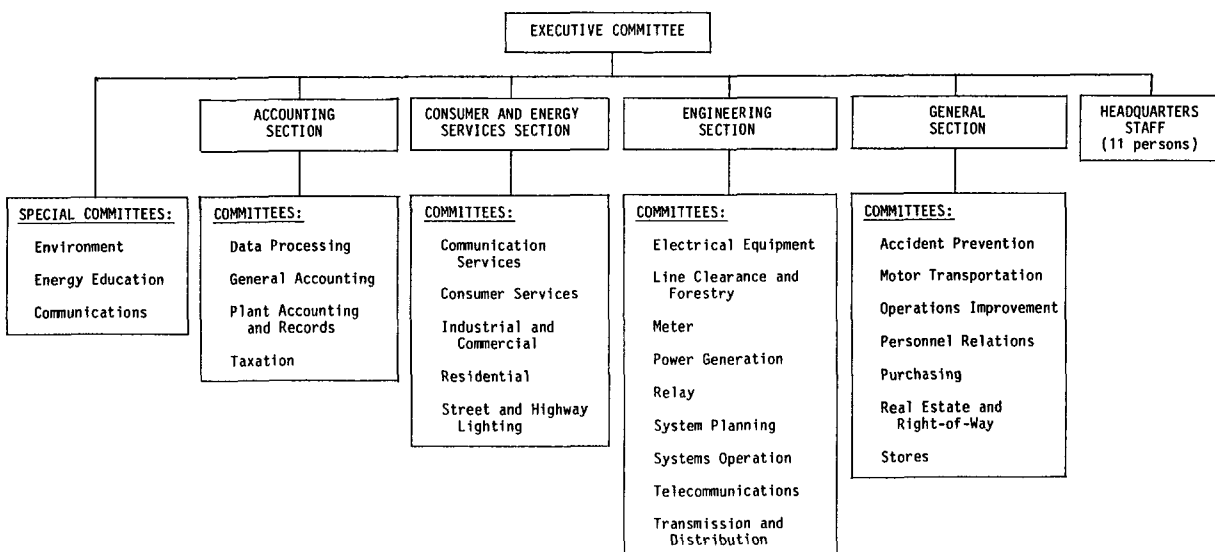 EXECUTIVE COMMITTEE
ACCOUNTING
SECTION
CONSUMER AND ENERGY
SERVICES SECTION
ENGINEERING
SECTION
GENERAL
SECTION
HEADQUARTERS
STAFF
(11 persons)
SPECIAL COMMITTEES:
Environment
Energy Education
Communications
COMMITTEES:
Data Processing
General Accounting
Plant Accounting
and Records
Taxation
COMMITTEES:
Communication
Services
Consumer Services
Industrial and
Commercial
Residential
Street and Highway
Lighting
COMMITTEES:
Electrical Equipment
Line Clearance and
Forestry
Meter
Power Generation
Relay
System Planning
Systems Operation
Telecommunications
Transmission and
Distribution
COMMITTEES:
Accident Prevention
Motor Transportation
Operations Improvement
Personnel Relations
Purchasing
Real Estate and
Right-of-Way
Stores